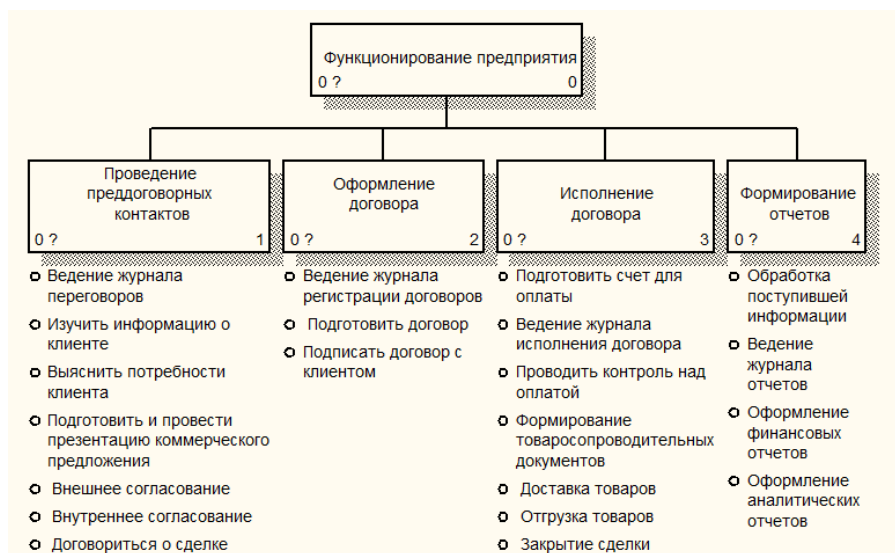 Функционирование предприятия
0 ? 0
Проведение
преддоговорных
контактов
0 ? 1
Оформление
договора
0 ? 2
Исполнение
договора
0 ? 3
Формирование
отчетов
0 ? 4
Ведение журнала
переговоров
Изучить информацию о
клиенте
Выяснить потребности
клиента
Подготовить и провести
презентацию коммерческого
предложения
Внешнее согласование
Внутреннее согласование
Договориться о сделке
Ведение журнала
регистрации договоров
Подготовить договор
Подписать договор с
клиентом
Подготовить счет для
оплаты
Ведение журнала
исполнения договора
Проводить контроль над
оплатой
Формирование
товаросопроводительных
документов
Доставка товаров
Отгрузка товаров
Закрытие сделки
Обработка
поступившей
информации
Ведение
журнала
отчетов
Оформление
финансовых
отчетов
Оформление
аналитических
отчетов